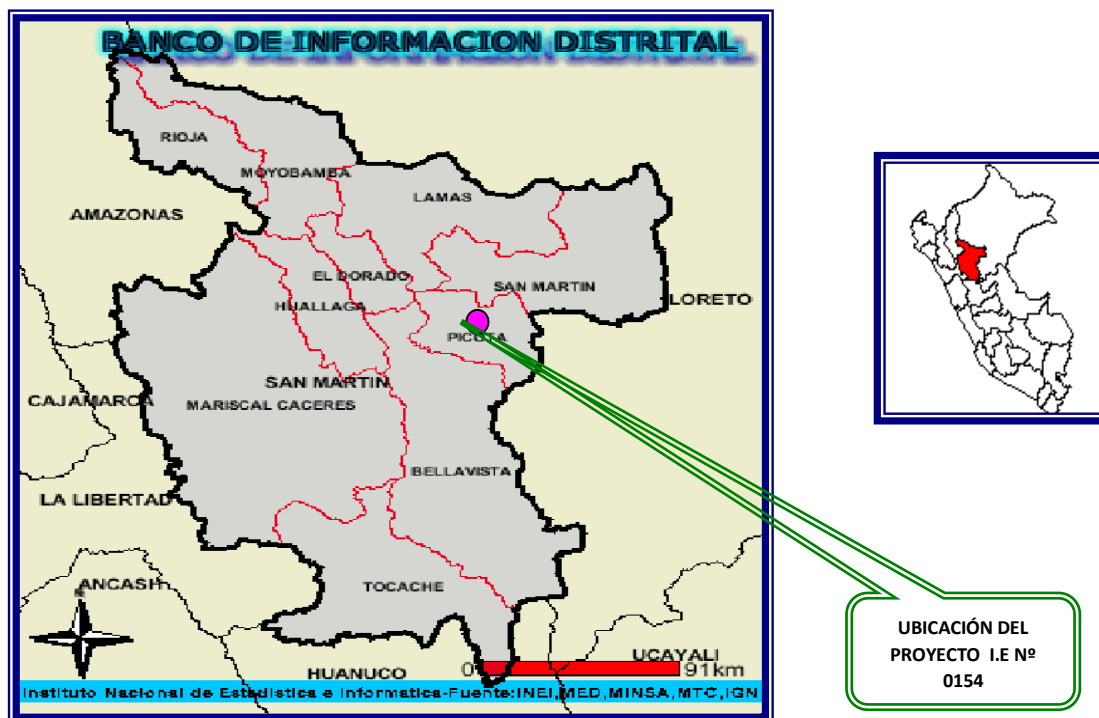 BANCO DE INFORMACION DISTRITAL
RIOJA
MOYOBAMBA
LAMAS
AMAZONAS
EL DORADO
SAN MARTIN
HUALLAGA
LORETO
PICOTA
SAN MARTIN
CAJAMARCA
MARISCAL CACERES
BELLAVISTA
LA LIBERTAD
ANCASH
TOCACHE
N
UCAYALI
HUANUCO
0 91km
Instituto Nacional de Estadistica e Informatica-Fuente:INEI,MED,MINSA,MTC,IGN
UBICACIÓN DEL
PROYECTO I.E Nº
0154